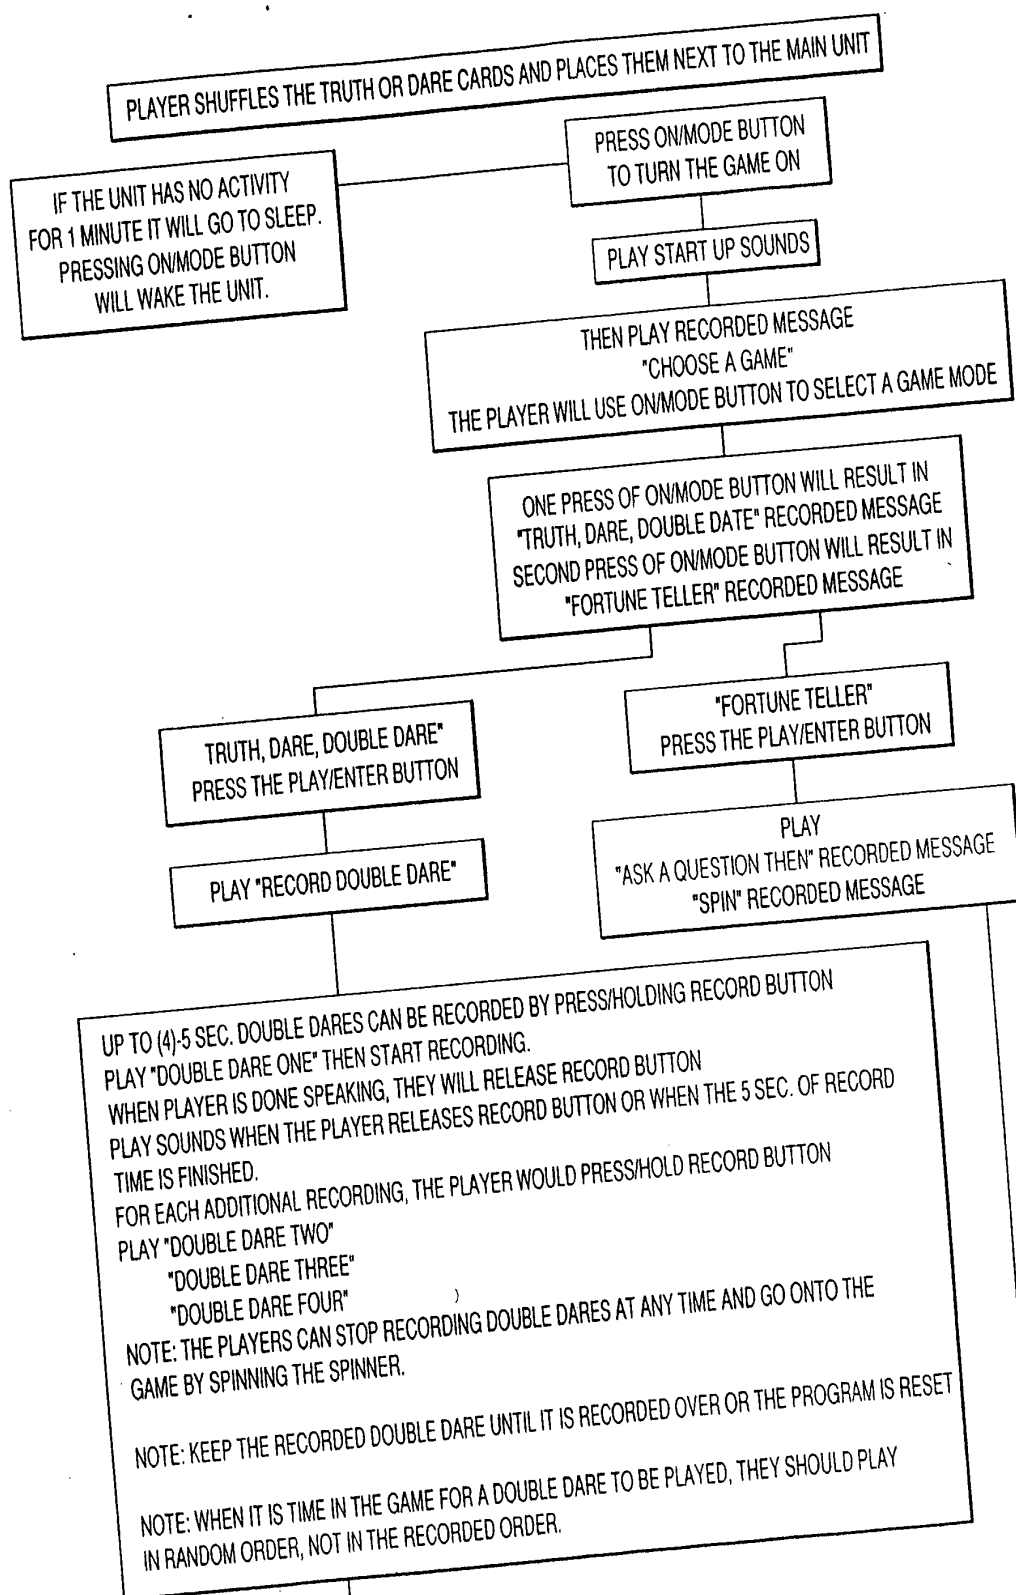 PLAYER SHUFFLES THE TRUTH OR DARE CARDS AND PLACES THEM NEXT TO THE MAIN UNIT
PRESS ON/MODE BUTTON
TO TURN THE GAME ON
IF THE UNIT HAS NO ACTIVITY
FOR 1 MINUTE IT WILL GO TO SLEEP.
PRESSING ON/MODE BUTTON
WILL WAKE THE UNIT.
PLAY START UP SOUNDS
THEN PLAY RECORDED MESSAGE
"CHOOSE A GAME"
THE PLAYER WILL USE ON/MODE BUTTON TO SELECT A GAME MODE
ONE PRESS OF ON/MODE BUTTON WILL RESULT IN
"TRUTH, DARE, DOUBLE DATE" RECORDED MESSAGE
SECOND PRESS OF ON/MODE BUTTON WILL RESULT IN
"FORTUNE TELLER" RECORDED MESSAGE
TRUTH, DARE, DOUBLE DARE"
PRESS THE PLAY/ENTER BUTTON
PLAY "RECORD DOUBLE DARE"
"FORTUNE TELLER"
PRESS THE PLAY/ENTER BUTTON
PLAY
"ASK A QUESTION THEN" RECORDED MESSAGE
"SPIN" RECORDED MESSAGE
UP TO (4)-5 SEC. DOUBLE DARES CAN BE RECORDED BY PRESS/HOLDING RECORD BUTTON
PLAY "DOUBLE DARE ONE" THEN START RECORDING.
WHEN PLAYER IS DONE SPEAKING, THEY WILL RELEASE RECORD BUTTON
PLAY SOUNDS WHEN THE PLAYER RELEASES RECORD BUTTON OR WHEN THE 5 SEC. OF RECORD
TIME IS FINISHED.
FOR EACH ADDITIONAL RECORDING, THE PLAYER WOULD PRESS/HOLD RECORD BUTTON
PLAY "DOUBLE DARE TWO"
"DOUBLE DARE THREE"
"DOUBLE DARE FOUR"
NOTE: THE PLAYERS CAN STOP RECORDING DOUBLE DARES AT ANY TIME AND GO ONTO THE
GAME BY SPINNING THE SPINNER.
NOTE: KEEP THE RECORDED DOUBLE DARE UNTIL IT IS RECORDED OVER OR THE PROGRAM IS RESET
NOTE: WHEN IT IS TIME IN THE GAME FOR A DOUBLE DARE TO BE PLAYED, THEY SHOULD PLAY
IN RANDOM ORDER, NOT IN THE RECORDED ORDER.